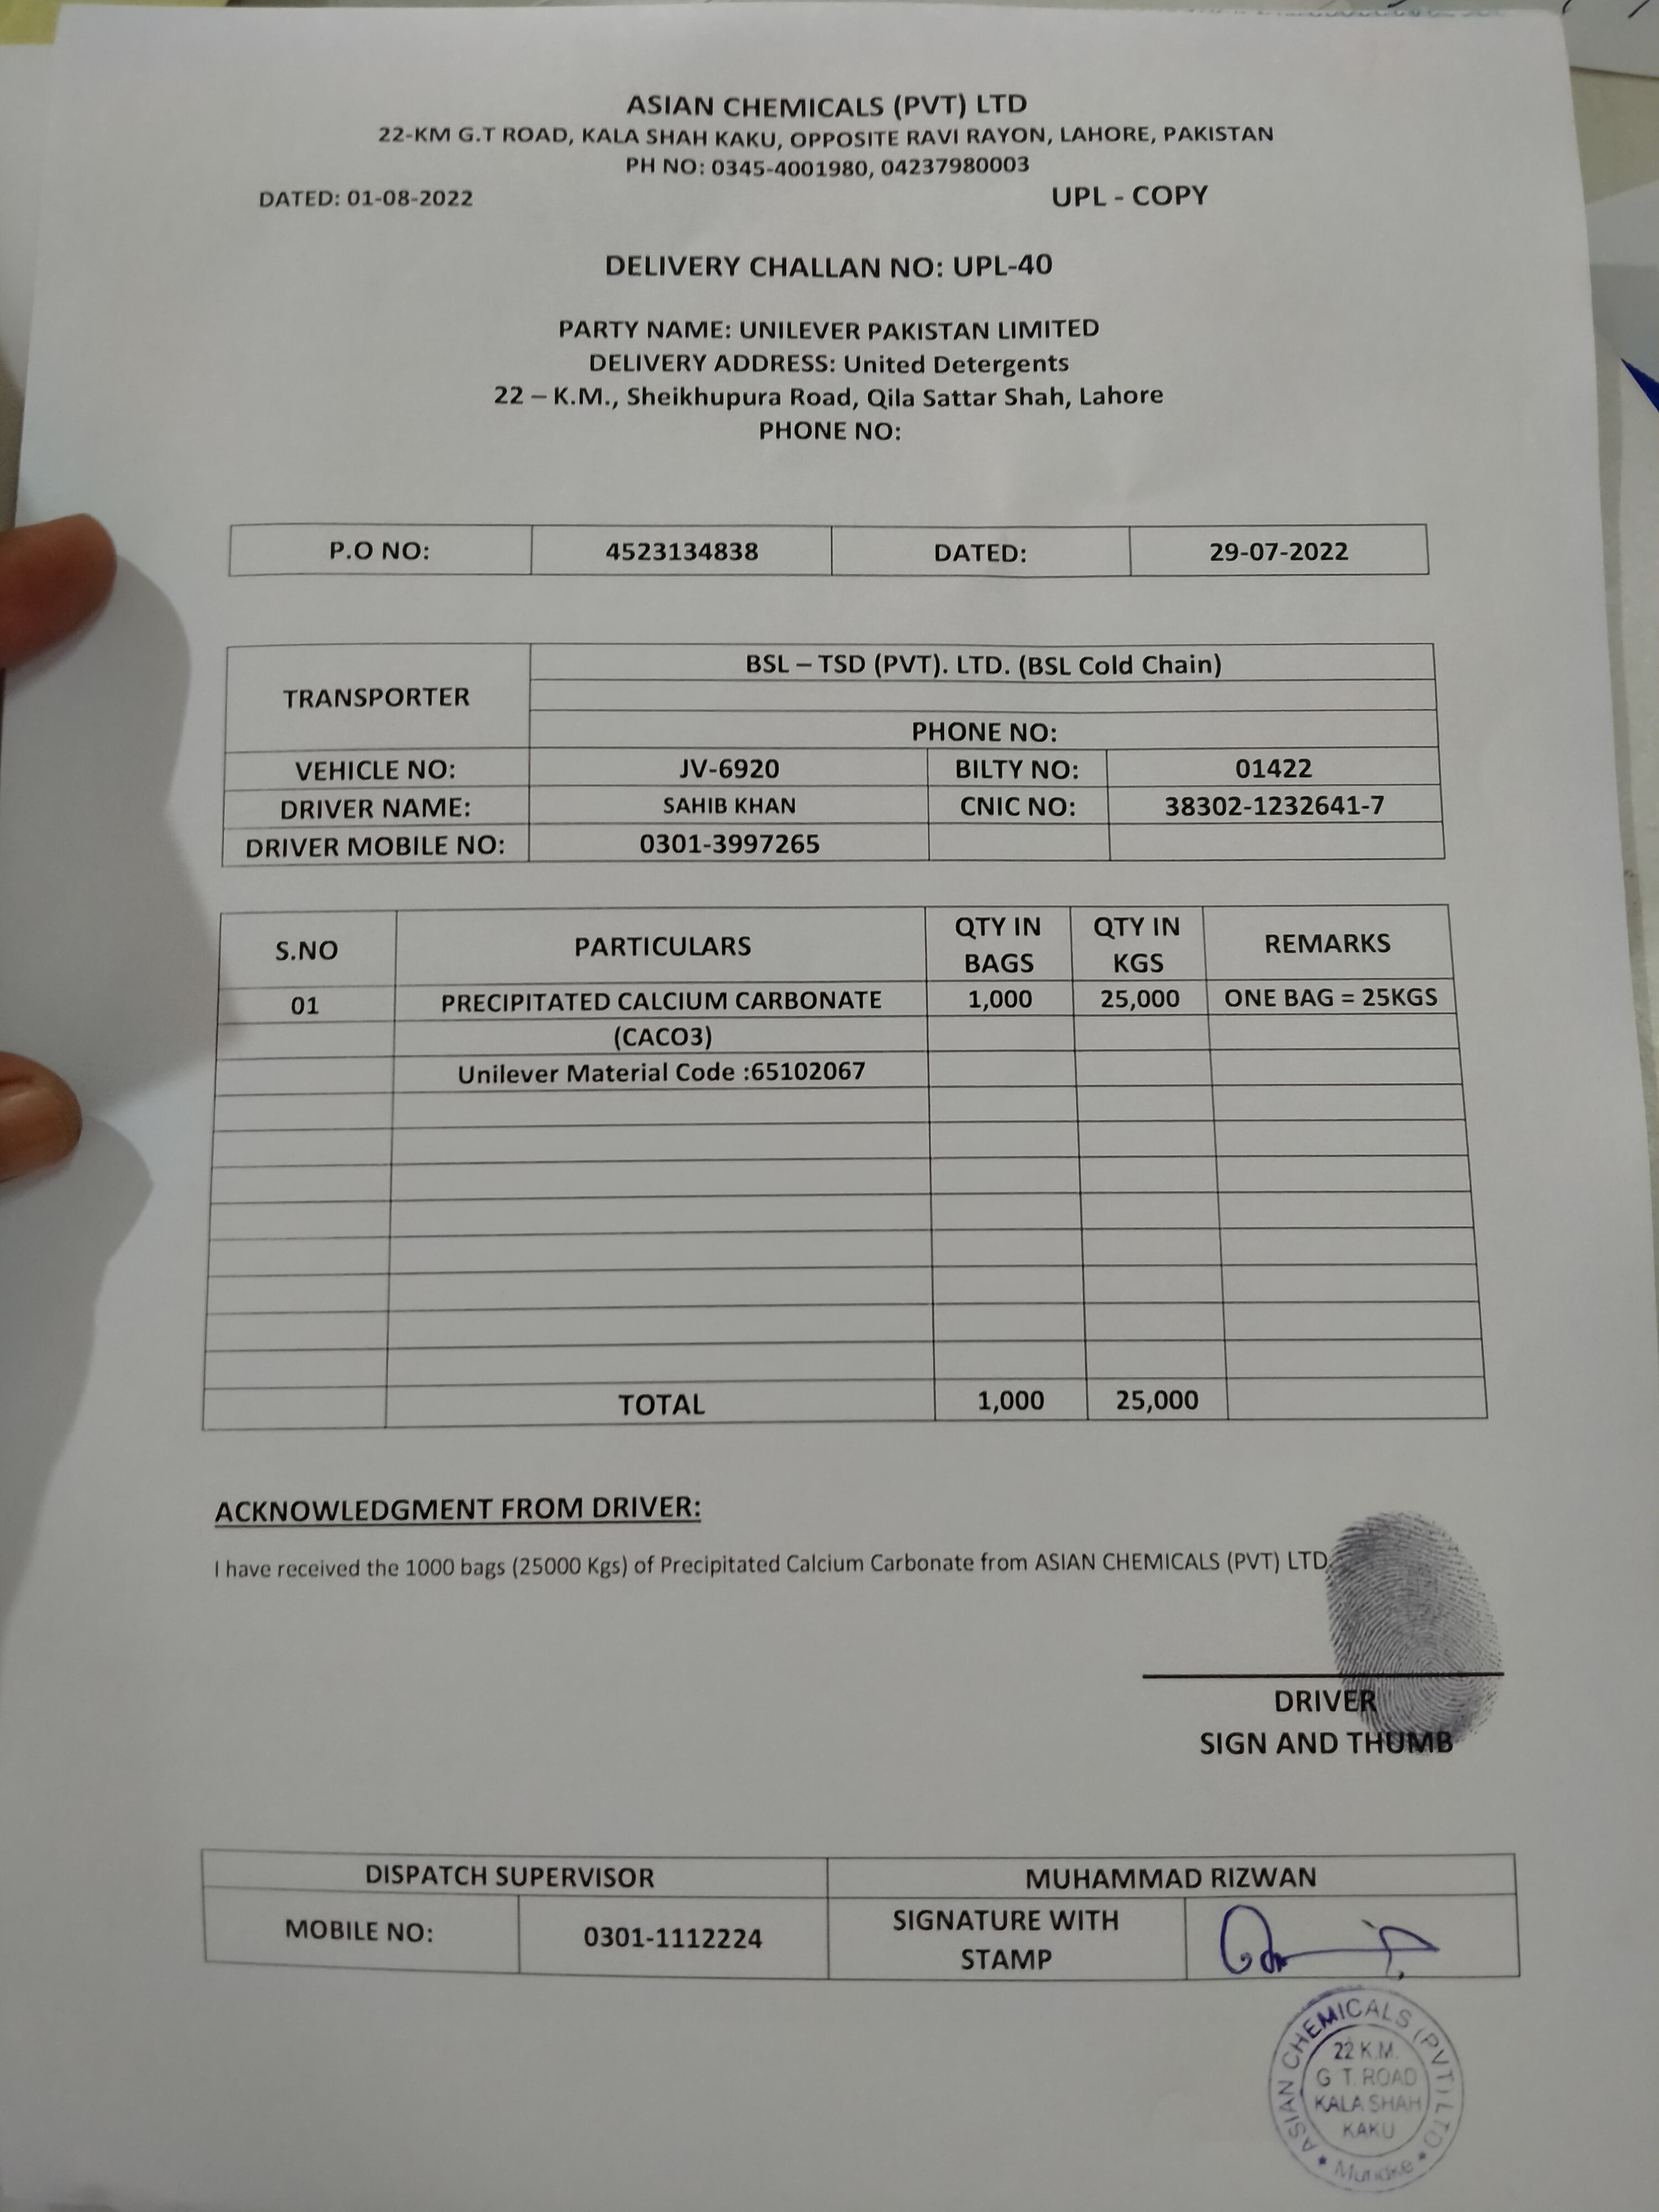 ASIAN CHEMICALS (PVT) LTD
22-KM G.T ROAD, KALA SHAH KAKU, OPPOSITE RAVI RAYON, LAHORE, PAKISTAN
PH NO: 0345-4001980, 04237980003
DATED: 01-08-2022 UPL - COPY
DELIVERY CHALLAN NO: UPL-40
PARTY NAME: UNILEVER PAKISTAN LIMITED
DELIVERY ADDRESS: United Detergents
22 – K.M., Sheikhupura Road, Qila Sattar Shah, Lahore
PHONE NO:
P.O NO: 4523134838 DATED: 29-07-2022
BSL – TSD (PVT). LTD. (BSL Cold Chain)
TRANSPORTER
PHONE NO:
VEHICLE NO: JV-6920 BILTY NO: 01422
DRIVER NAME: SAHIB KHAN CNIC NO: 38302-1232641-7
DRIVER MOBILE NO: 0301-3997265
S.NO PARTICULARS QTY IN BAGS QTY IN KGS REMARKS
01 PRECIPITATED CALCIUM CARBONATE 1,000 25,000 ONE BAG = 25KGS
(CACO3)
Unilever Material Code :65102067
TOTAL 1,000 25,000
ACKNOWLEDGMENT FROM DRIVER:
I have received the 1000 bags (25000 Kgs) of Precipitated Calcium Carbonate from ASIAN CHEMICALS (PVT) LTD
DRIVER
SIGN AND THUMB
DISPATCH SUPERVISOR MUHAMMAD RIZWAN
MOBILE NO: 0301-1112224 SIGNATURE WITH STAMP
ASIAN CHEMICALS (PVT) LTD
22 K.M.
G T. ROAD
KALA SHAH
KAKU